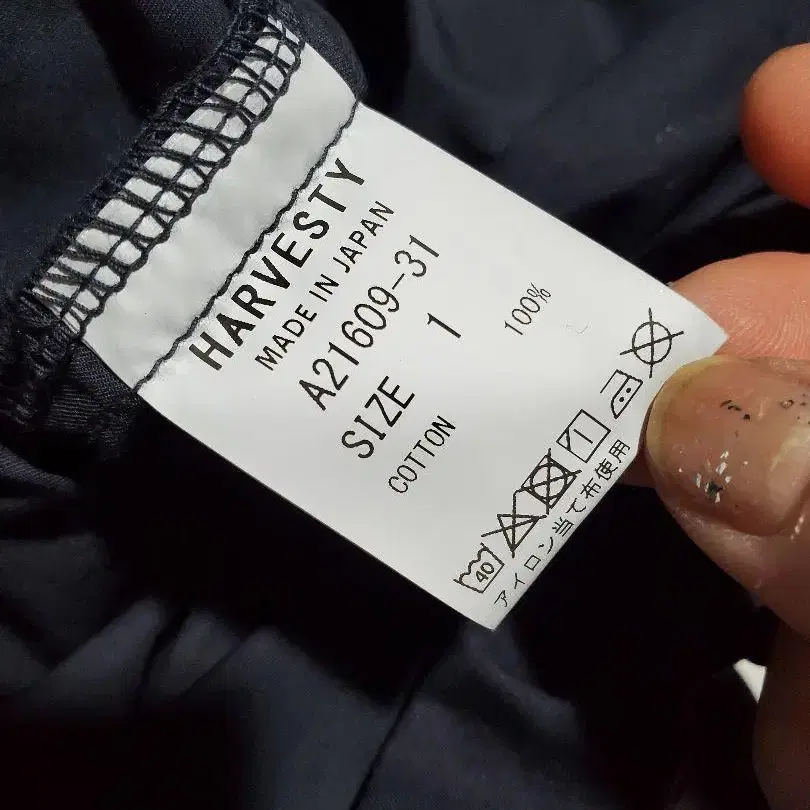 HARVESTY
MADE IN JAPAN
A21609-31
SIZE 1
COTTON 100%
40
アイロン当て布使用